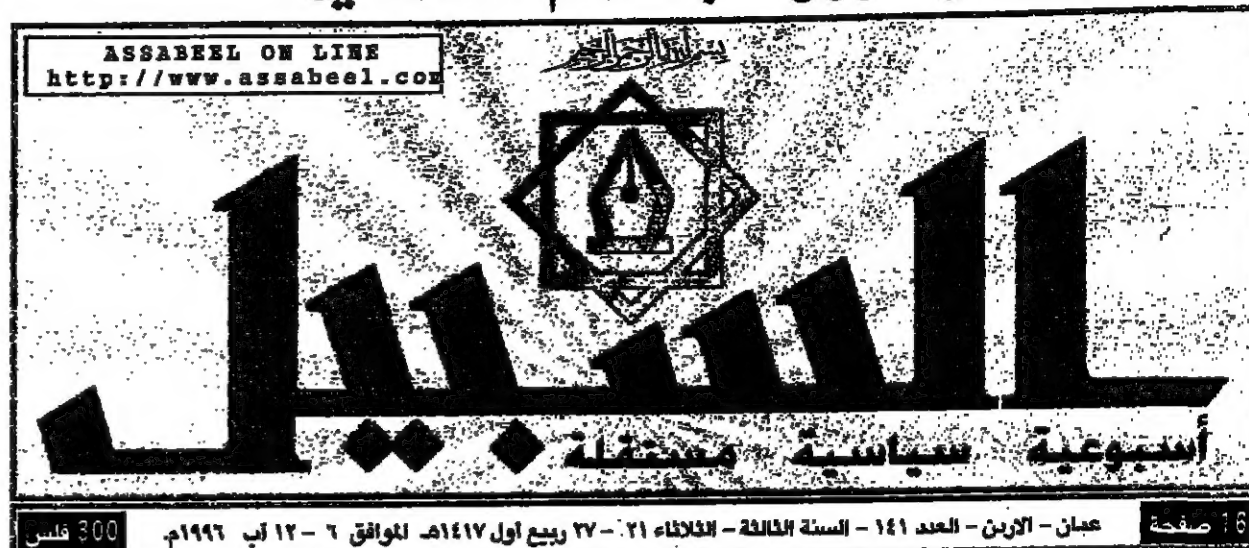 ASSABEEL ON LINE
http://www.assabeel.com
بسم الله الرحمن الرحيم
السبيل
أسبوعية سياسية مستقلة
16 صفحة
عمان - الاردن - العدد ١٤١ - السنة الثالثة - الثلاثاء ٢١ - ٢٧ ربيع أول ١٤١٧هـ الموافق ٦ - ١٢ آب ١٩٩٦م.
300 فلس